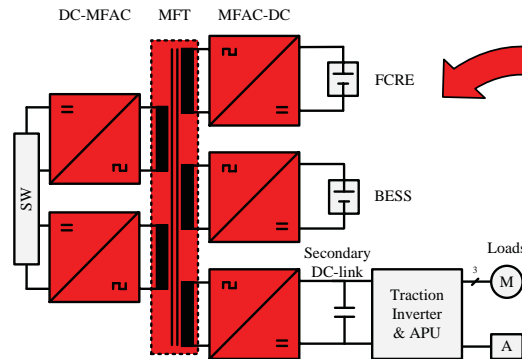 DC-MFAC MFT MFAC-DC
FCRE
SW
BESS
Secondary
DC-link
Loads
Traction
Inverter
& APU
3
M
A